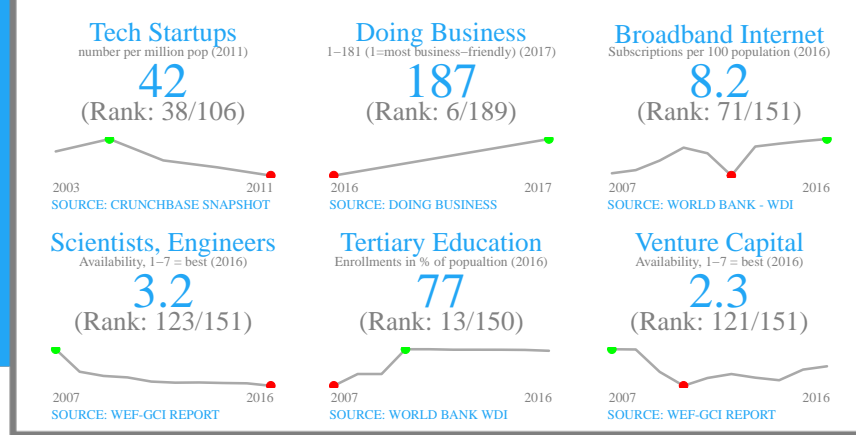 Tech Startups
number per million pop (2011)
42
(Rank: 38/106)
2003 2011
SOURCE: CRUNCHBASE SNAPSHOT
Doing Business
1−181 (1=most business−friendly) (2017)
187
(Rank: 6/189)
2016 2017
SOURCE: DOING BUSINESS
Broadband Internet
Subscriptions per 100 population (2016)
8.2
(Rank: 71/151)
2007 2016
SOURCE: WORLD BANK - WDI
Scientists, Engineers
Availability, 1−7 = best (2016)
3.2
(Rank: 123/151)
2007 2016
SOURCE: WEF-GCI REPORT
Tertiary Education
Enrollments in % of popualtion (2016)
77
(Rank: 13/150)
2007 2016
SOURCE: WORLD BANK WDI
Venture Capital
Availability, 1−7 = best (2016)
2.3
(Rank: 121/151)
2007 2016
SOURCE: WEF-GCI REPORT